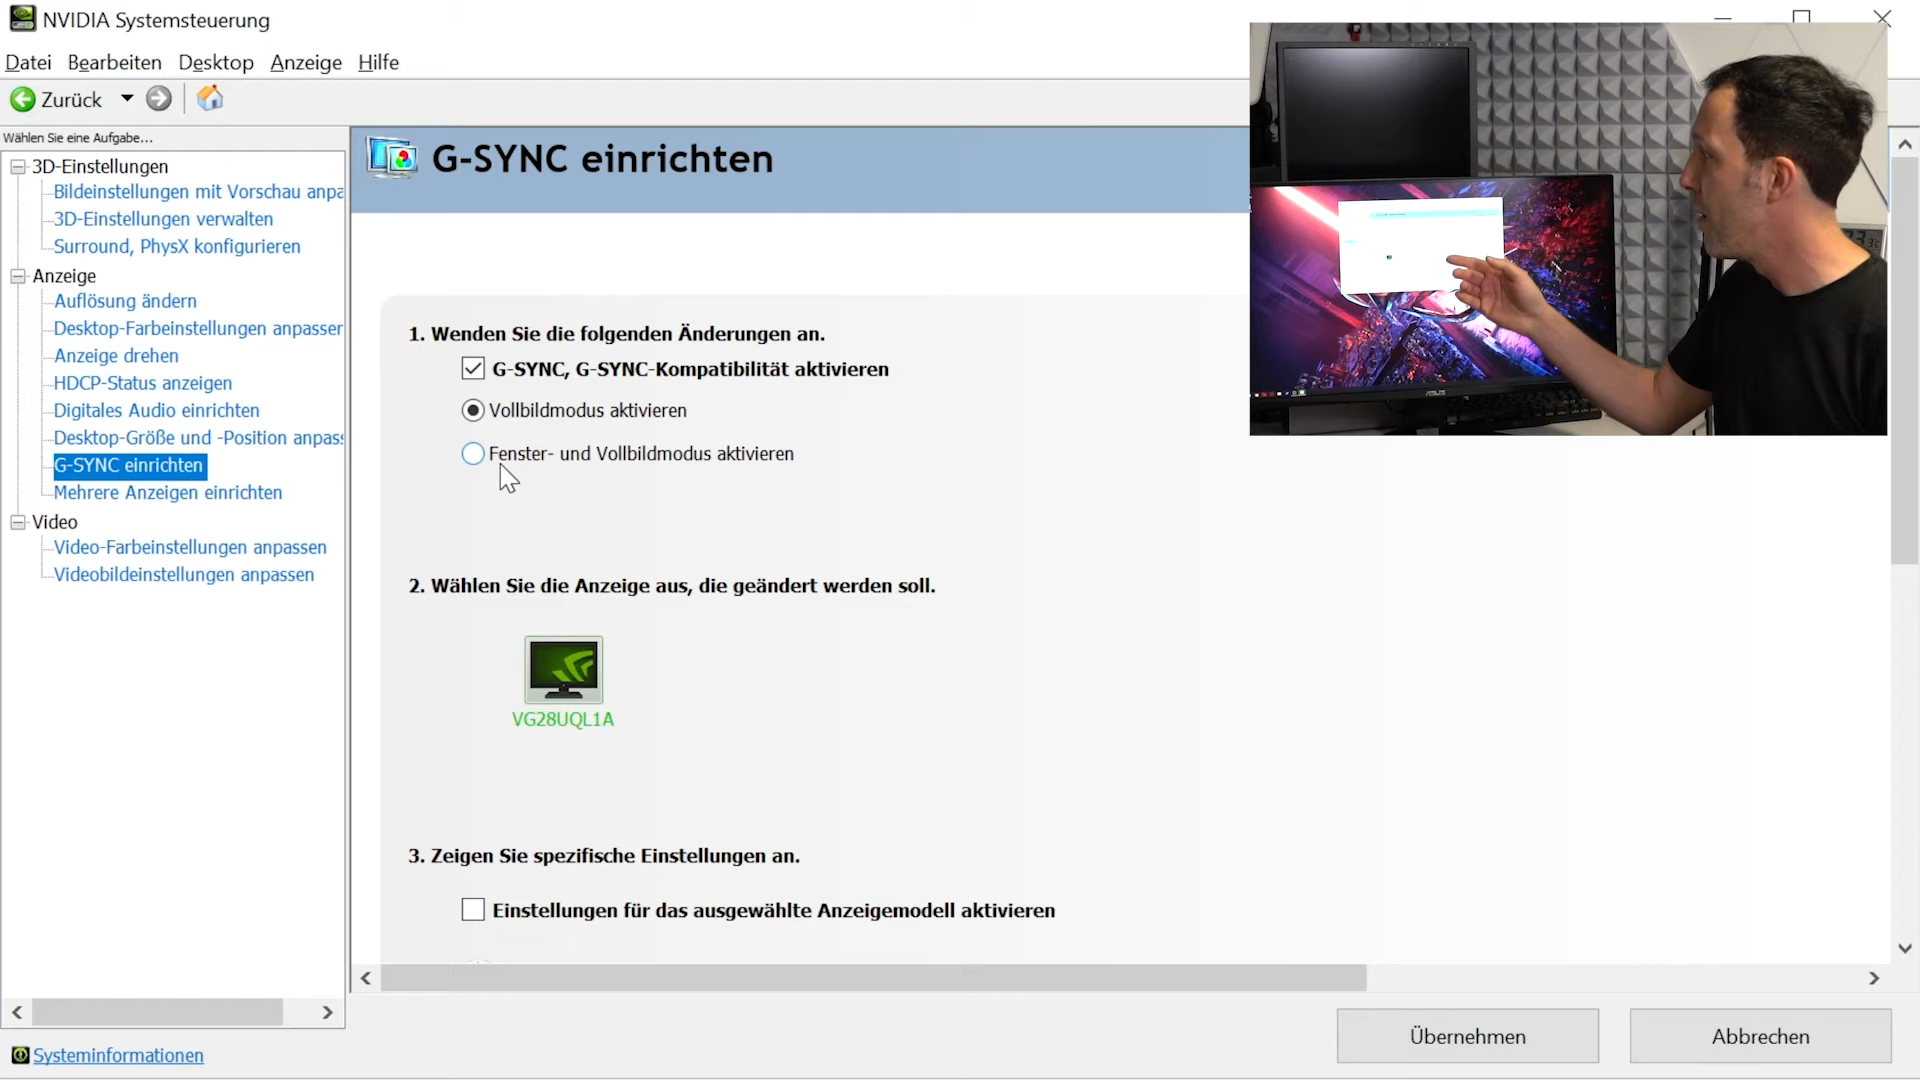 NVIDIA Systemsteuerung
Datei Bearbeiten Desktop Anzeige Hilfe
Zurück
Wählen Sie eine Aufgabe...
3D-Einstellungen
Bildeinstellungen mit Vorschau anpa
3D-Einstellungen verwalten
Surround, PhysX konfigurieren
Anzeige
Auflösung ändern
Desktop-Farbeinstellungen anpasser
Anzeige drehen
HDCP-Status anzeigen
Digitales Audio einrichten
Desktop-Größe und -Position anpass
G-SYNC einrichten
Mehrere Anzeigen einrichten
Video
Video-Farbeinstellungen anpassen
Videobildeinstellungen anpassen
Systeminformationen
G-SYNC einrichten
1. Wenden Sie die folgenden Änderungen an.
G-SYNC, G-SYNC-Kompatibilität aktivieren
Vollbildmodus aktivieren
Fenster- und Vollbildmodus aktivieren
2. Wählen Sie die Anzeige aus, die geändert werden soll.
VG28UQL1A
3. Zeigen Sie spezifische Einstellungen an.
Einstellungen für das ausgewählte Anzeigemodell aktivieren
Übernehmen
Abbrechen
ASUS